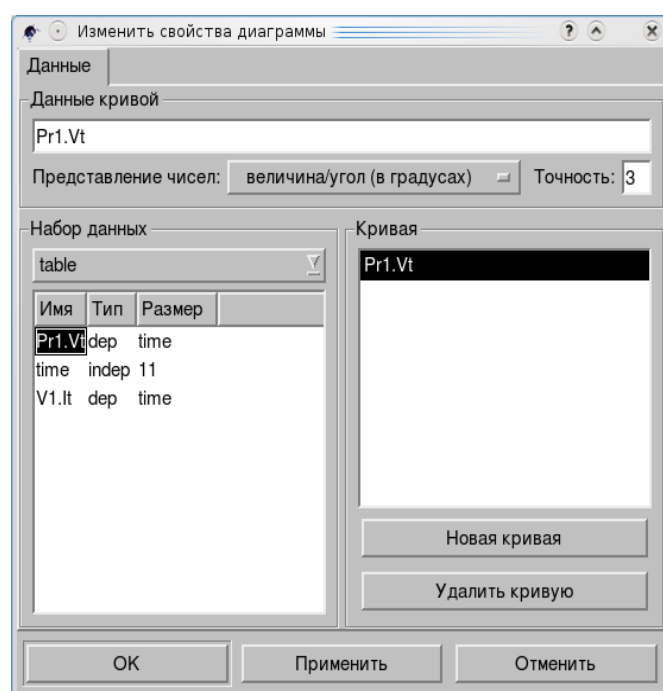 Изменить свойства диаграммы
Данные
Данные кривой
Pr1.Vt
Представление чисел: величина/угол (в градусах) Точность: 3
Набор данных
table
Имя Тип Размер
Pr1.Vt dep time
time indep 11
V1.It dep time
Кривая
Pr1.Vt
Новая кривая
Удалить кривую
OK Применить Отменить